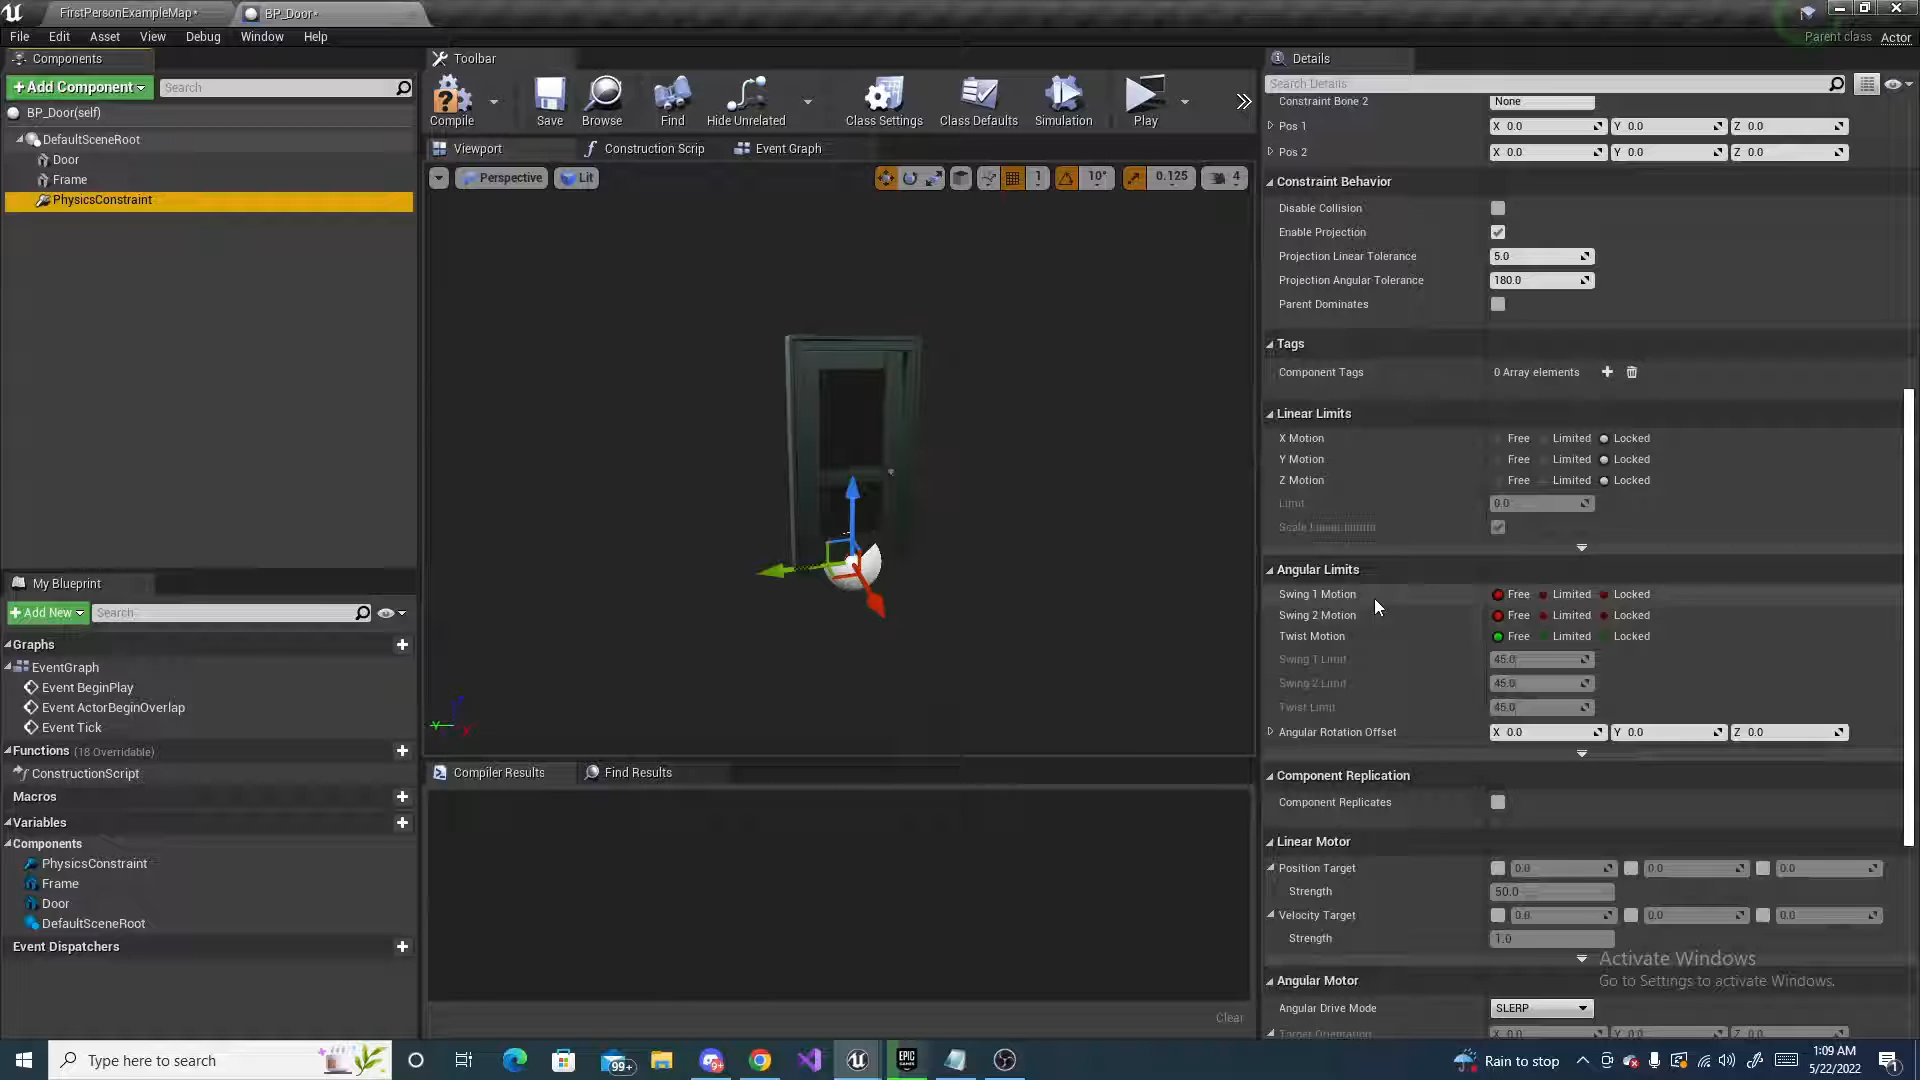 FirstPersonExampleMap*
BP_Door*
File Edit Asset View Debug Window Help
Parent class Actor
Components
Toolbar
Details
Add Component
Search
Search Details
BP_Door(self)
DefaultSceneRoot
Door
Frame
PhysicsConstraint
Compile
Save
Browse
Find
Hide Unrelated
Class Settings
Class Defaults
Simulation
Play
Viewport
Construction Scrip
Event Graph
Perspective
Lit
1
10°
0.125
4
Constraint Bone 2 None
Pos 1 X 0.0 Y 0.0 Z 0.0
Pos 2 X 0.0 Y 0.0 Z 0.0
Constraint Behavior
Disable Collision
Enable Projection
Projection Linear Tolerance 5.0
Projection Angular Tolerance 180.0
Parent Dominates
Tags
Component Tags 0 Array elements
Linear Limits
X Motion Free Limited Locked
Y Motion Free Limited Locked
Z Motion Free Limited Locked
Limit 0.0
Scale Linear Limits
Angular Limits
Swing 1 Motion Free Limited Locked
Swing 2 Motion Free Limited Locked
Twist Motion Free Limited Locked
Swing 1 Limit 45.0
Swing 2 Limit 45.0
Twist Limit 45.0
Angular Rotation Offset X 0.0 Y 0.0 Z 0.0
Component Replication
Component Replicates
Linear Motor
Position Target 0.0 0.0 0.0
Strength 50.0
Velocity Target 0.0 0.0 0.0
Strength 1.0
Angular Motor
Angular Drive Mode SLERP
Target Orientation X 0.0 Y 0.0 Z 0.0
Z
Y
X
My Blueprint
Add New
Search
Graphs
EventGraph
Event BeginPlay
Event ActorBeginOverlap
Event Tick
Functions (18 Overridable)
ConstructionScript
Macros
Variables
Components
PhysicsConstraint
Frame
Door
DefaultSceneRoot
Event Dispatchers
Compiler Results
Find Results
Clear
Activate Windows
Go to Settings to activate Windows.
Type here to search
99+
EPIC
GAMES
Rain to stop
1:09 AM
5/22/2022
1